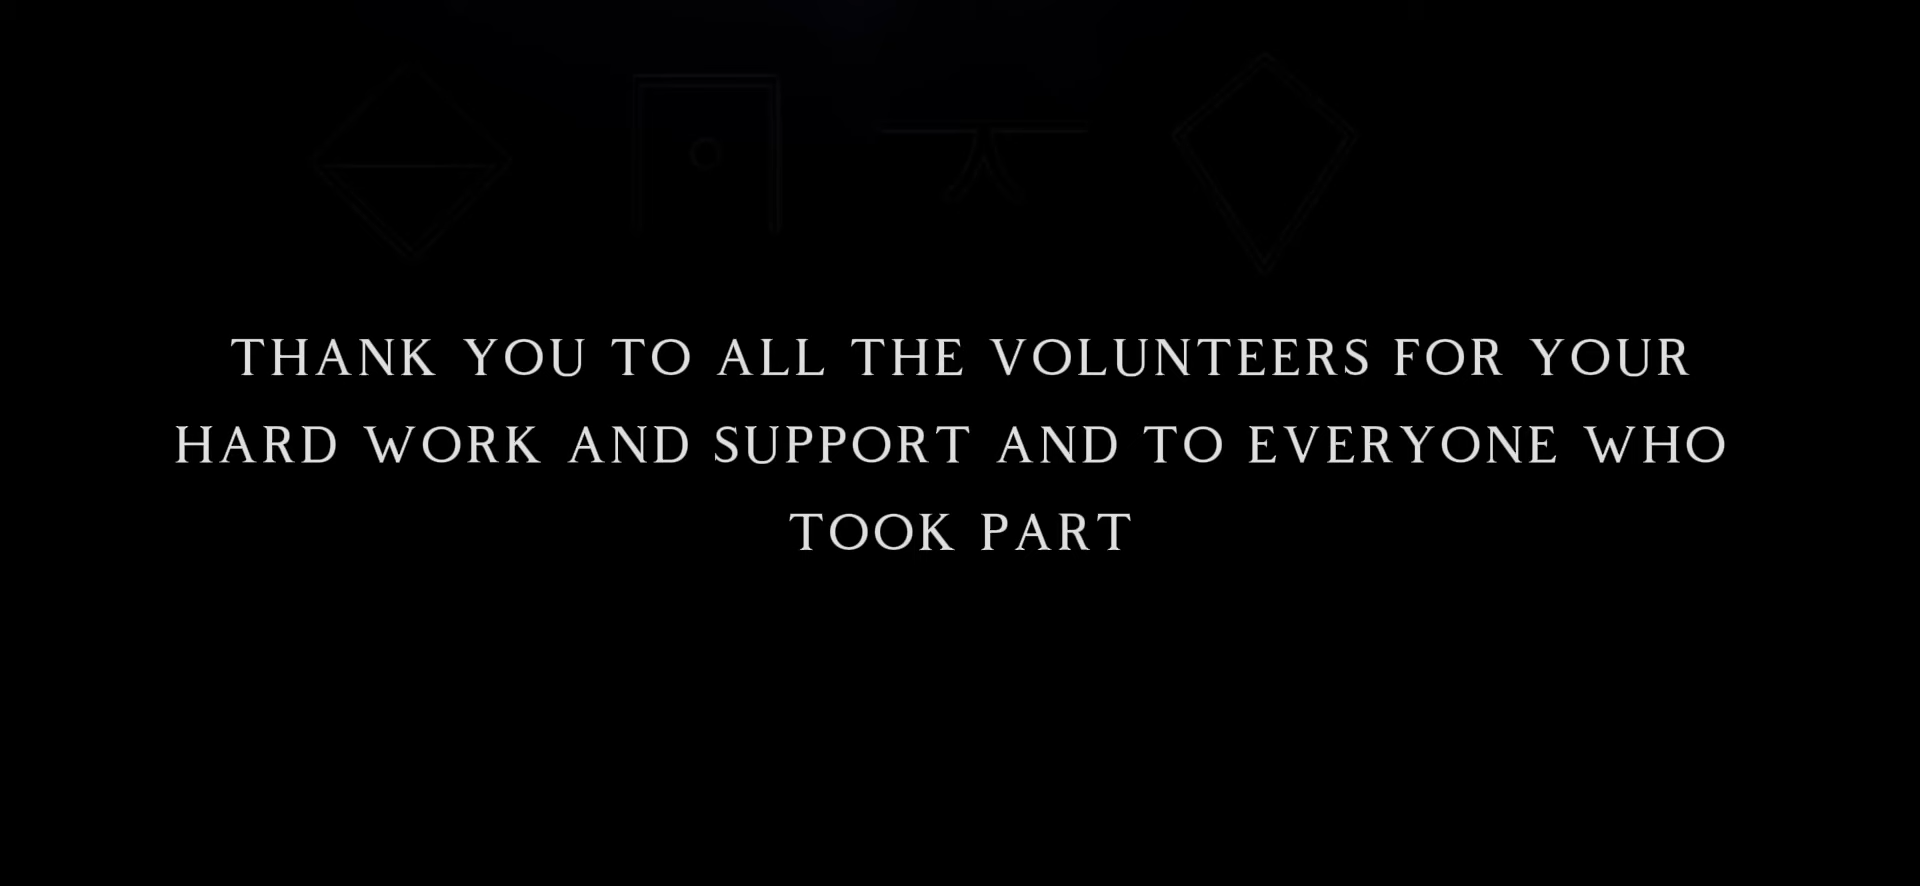 THANK YOU TO ALL THE VOLUNTEERS FOR YOUR
HARD WORK AND SUPPORT AND TO EVERYONE WHO
TOOK PART